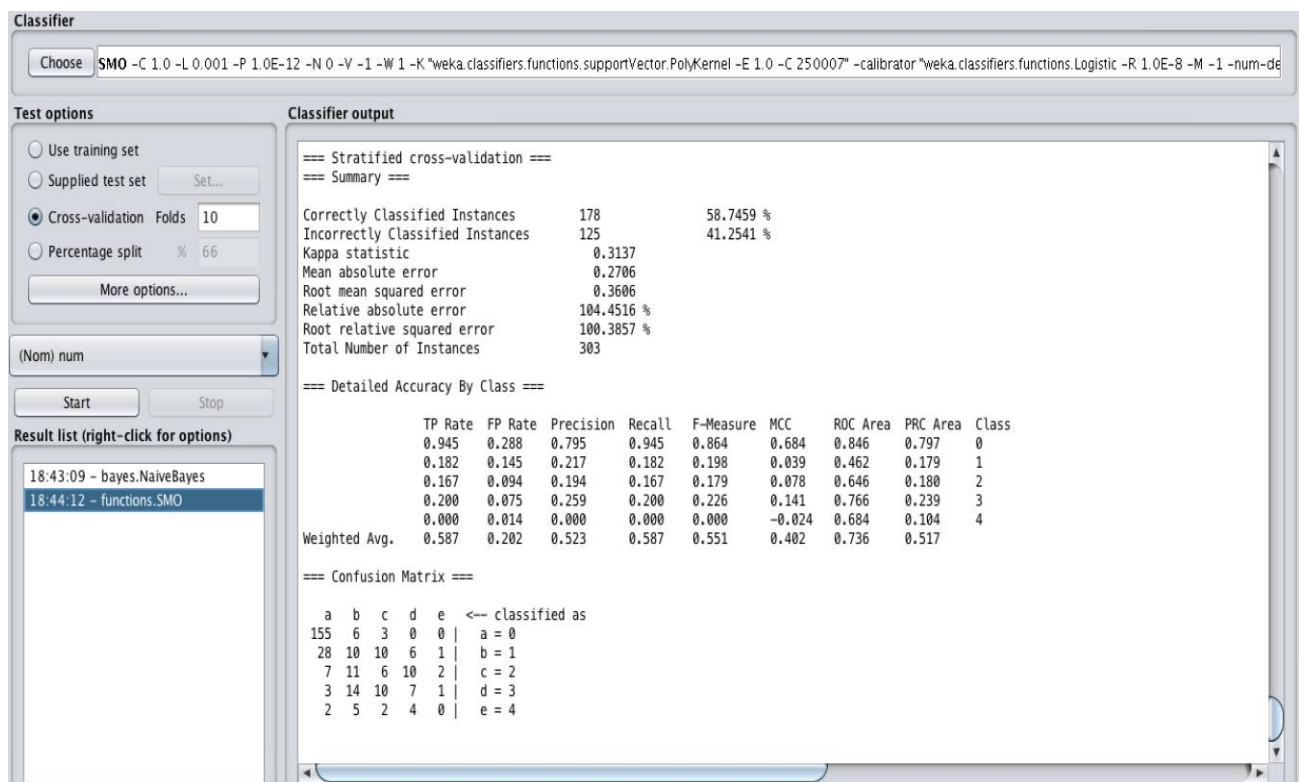 Classifier
Choose SMO -C 1.0 -L 0.001 -P 1.0E-12 -N 0 -V -1 -W 1 -K "weka.classifiers.functions.supportVector.PolyKernel -E 1.0 -C 250007" -calibrator "weka.classifiers.functions.Logistic -R 1.0E-8 -M -1 -num-de
Test options
Use training set
Supplied test set Set...
Cross-validation Folds 10
Percentage split % 66
More options...
(Nom) num
Start Stop
Result list (right-click for options)
18:43:09 - bayes.NaiveBayes
18:44:12 - functions.SMO
Classifier output
=== Stratified cross-validation ===
=== Summary ===
Correctly Classified Instances 178 58.7459 %
Incorrectly Classified Instances 125 41.2541 %
Kappa statistic 0.3137
Mean absolute error 0.2706
Root mean squared error 0.3606
Relative absolute error 104.4516 %
Root relative squared error 100.3857 %
Total Number of Instances 303
=== Detailed Accuracy By Class ===
TP Rate FP Rate Precision Recall F-Measure MCC ROC Area PRC Area Class
0.945 0.288 0.795 0.945 0.864 0.684 0.846 0.797 0
0.182 0.145 0.217 0.182 0.198 0.039 0.462 0.179 1
0.167 0.094 0.194 0.167 0.179 0.078 0.646 0.180 2
0.200 0.075 0.259 0.200 0.226 0.141 0.766 0.239 3
0.000 0.014 0.000 0.000 0.000 -0.024 0.684 0.104 4
Weighted Avg. 0.587 0.202 0.523 0.587 0.551 0.402 0.736 0.517
=== Confusion Matrix ===
a b c d e <-- classified as
155 6 3 0 0 | a = 0
28 10 10 6 1 | b = 1
7 11 6 10 2 | c = 2
3 14 10 7 1 | d = 3
2 5 2 4 0 | e = 4